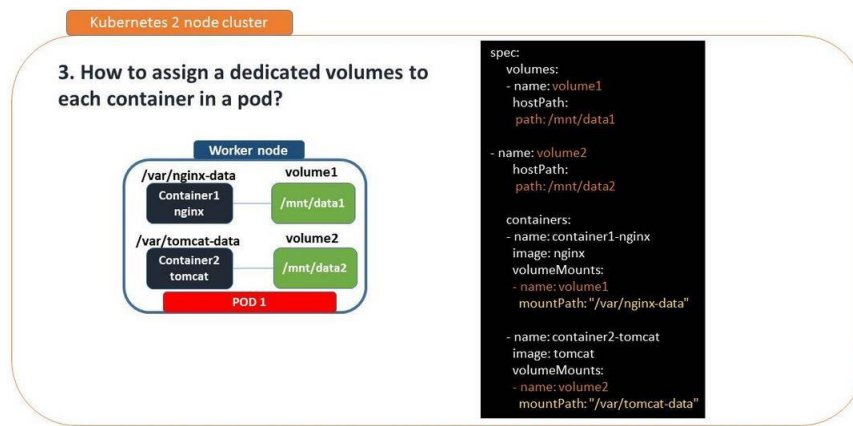 Kubernetes 2 node cluster
3. How to assign a dedicated volumes to
each container in a pod?
Worker node
/var/nginx-data
volume1
Container1
nginx
/mnt/data1
/var/tomcat-data
volume2
Container2
tomcat
/mnt/data2
POD 1
spec:
volumes:
- name: volume1
hostPath:
path: /mnt/data1
- name: volume2
hostPath:
path: /mnt/data2
containers:
- name: container1-nginx
image: nginx
volumeMounts:
- name: volume1
mountPath: "/var/nginx-data"
- name: container2-tomcat
image: tomcat
volumeMounts:
- name: volume2
mountPath: "/var/tomcat-data"